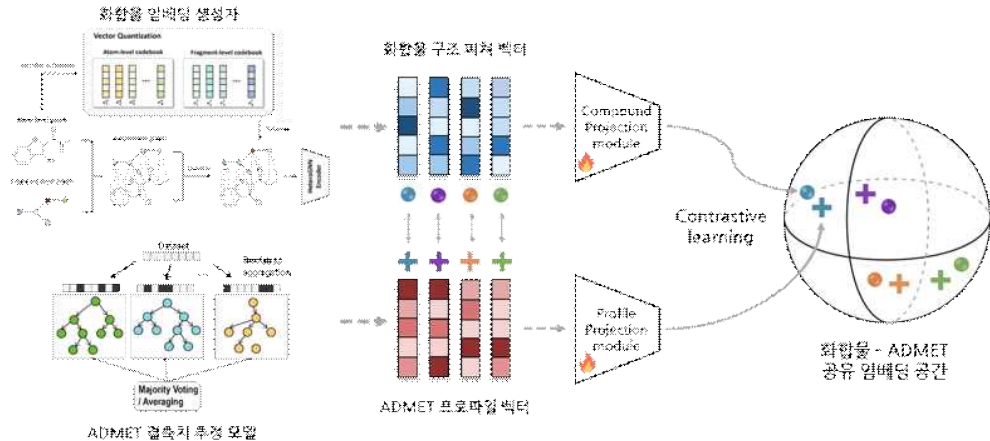 화합물 임베딩 생성자
Vector Quantization
Atom-level codebook
Fragment-level codebook
화합물 구조 피쳐 벡터
Compound
Projection
module
Contrastive
learning
Dataset
aggregation
Majority Voting
/ Averaging
ADMET 결측치 추정 모델
ADMET 프로파일 벡터
Profile
Projection
module
화합물 - ADMET
공유 임베딩 공간